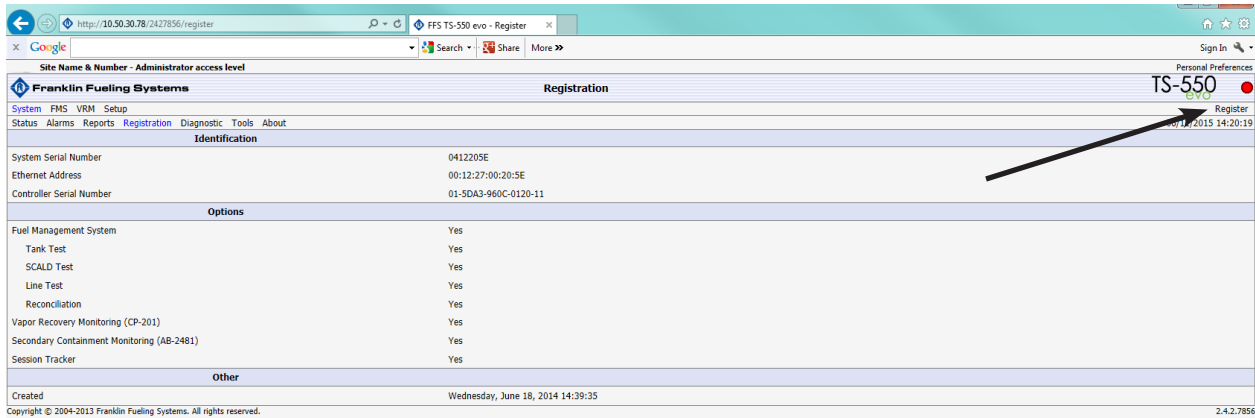 http://10.50.30.78/2427856/register FFS TS-550 evo - Register
x Google Search Share More >> Sign In
Site Name & Number - Administrator access level Personal Preferences
Franklin Fueling Systems Registration TS-550 evo
System FMS VRM Setup Register
Status Alarms Reports Registration Diagnostic Tools About 2015 14:20:19
Identification
System Serial Number 0412205E
Ethernet Address 00:12:27:00:20:5E
Controller Serial Number 01-5DA3-960C-0120-11
Options
Fuel Management System Yes
Tank Test Yes
SCALD Test Yes
Line Test Yes
Reconciliation Yes
Vapor Recovery Monitoring (CP-201) Yes
Secondary Containment Monitoring (AB-2481) Yes
Session Tracker Yes
Other
Created Wednesday, June 18, 2014 14:39:35
Copyright © 2004-2013 Franklin Fueling Systems. All rights reserved. 2.4.2.7856